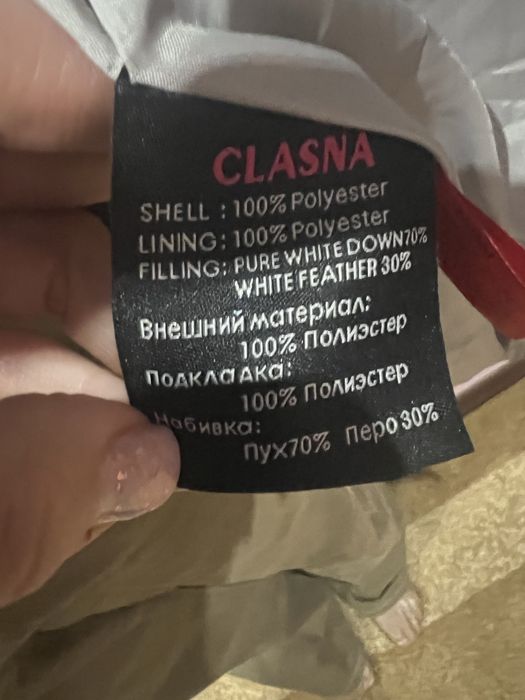 CLASNA
SHELL : 100% Polyester
LINING: 100% Polyester
FILLING: PURE WHITE DOWN70%
WHITE FEATHER 30%
Внешний материал:
100% Полиэстер
Подкладка:
100% Полиэстер
Набивка:
Пух70% Перо30%